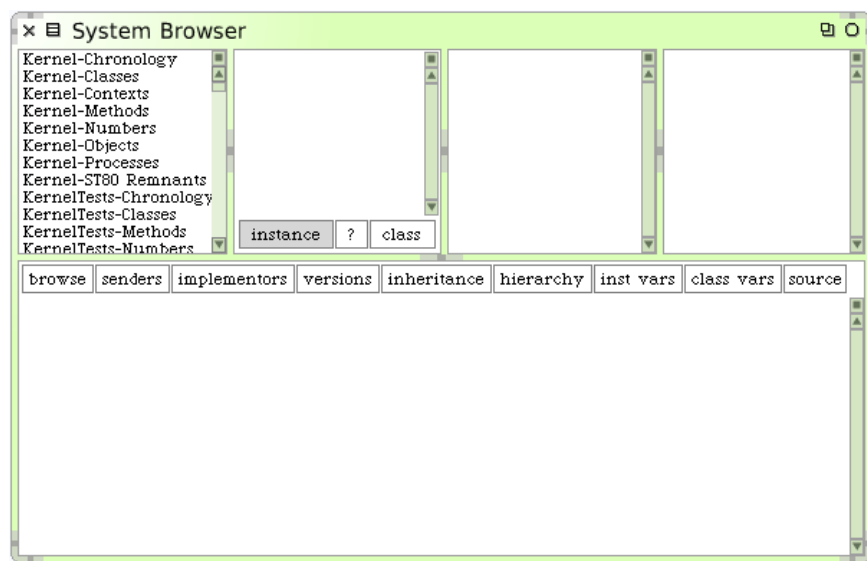 System Browser
Kernel-Chronology
Kernel-Classes
Kernel-Contexts
Kernel-Methods
Kernel-Numbers
Kernel-Objects
Kernel-Processes
Kernel-ST80 Remnants
KernelTests-Chronology
KernelTests-Classes
KernelTests-Methods
KernelTests-Numbers
instance ? class
browse senders implementors versions inheritance hierarchy inst vars class vars source